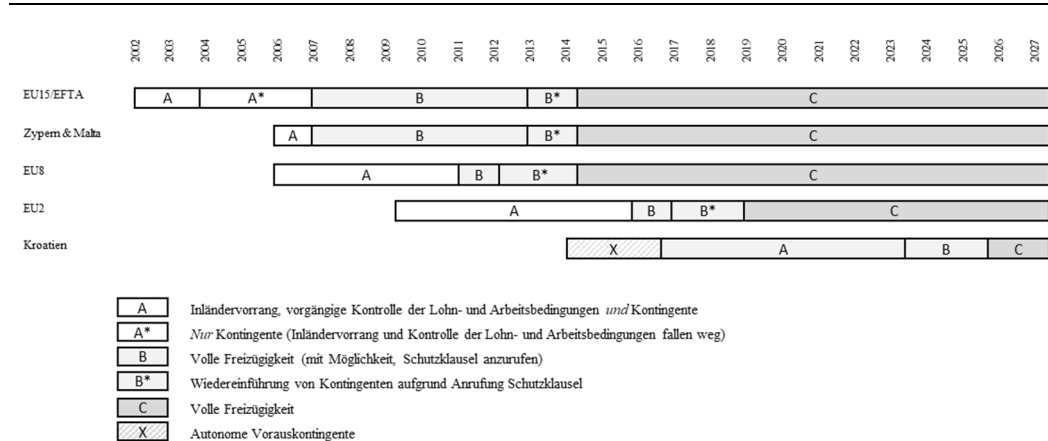 2002 2003 2004 2005 2006 2007 2008 2009 2010 2011 2012 2013 2014 2015 2016 2017 2018 2019 2020 2021 2022 2023 2024 2025 2026 2027
EU15/EFTA A A* B B* C
Zypern & Malta A B B* C
EU8 A B B* C
EU2 A B B* C
Kroatien X A B C
A Inländervorrang, vorgängige Kontrolle der Lohn- und Arbeitsbedingungen und Kontingente
A* Nur Kontingente (Inländervorrang und Kontrolle der Lohn- und Arbeitsbedingungen fallen weg)
B Volle Freizügigkeit (mit Möglichkeit, Schutzklausel anzurufen)
B* Wiedereinführung von Kontingenten aufgrund Anrufung Schutzklausel
C Volle Freizügigkeit
X Autonome Vorauskontingente